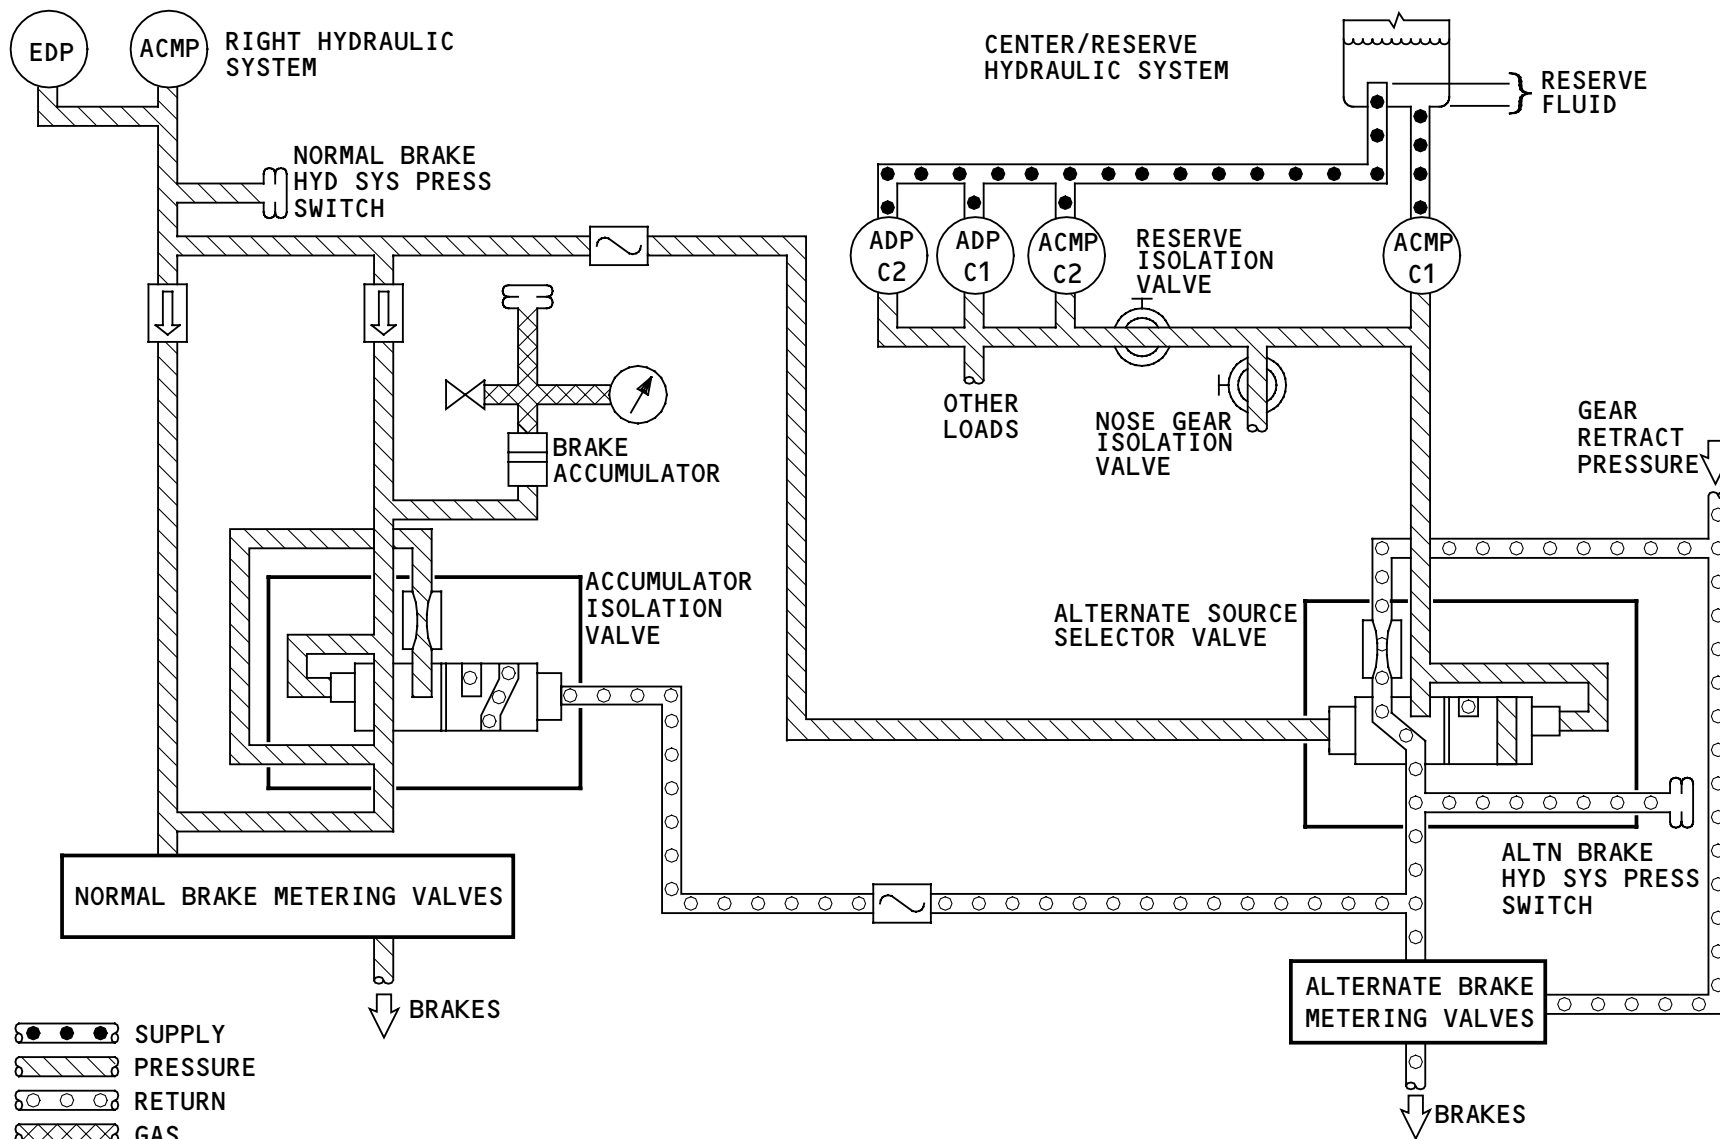 EDP
ACMP
RIGHT HYDRAULIC
SYSTEM
NORMAL BRAKE
HYD SYS PRESS
SWITCH
CENTER/RESERVE
HYDRAULIC SYSTEM
RESERVE
FLUID
ADP
C2
ADP
C1
ACMP
C2
RESERVE
ISOLATION
VALVE
ACMP
C1
OTHER
LOADS
NOSE GEAR
ISOLATION
VALVE
GEAR
RETRACT
PRESSURE
BRAKE
ACCUMULATOR
ACCUMULATOR
ISOLATION
VALVE
ALTERNATE SOURCE
SELECTOR VALVE
NORMAL BRAKE METERING VALVES
ALTN BRAKE
HYD SYS PRESS
SWITCH
BRAKES
ALTERNATE BRAKE
METERING VALVES
BRAKES
SUPPLY
PRESSURE
RETURN
GAS